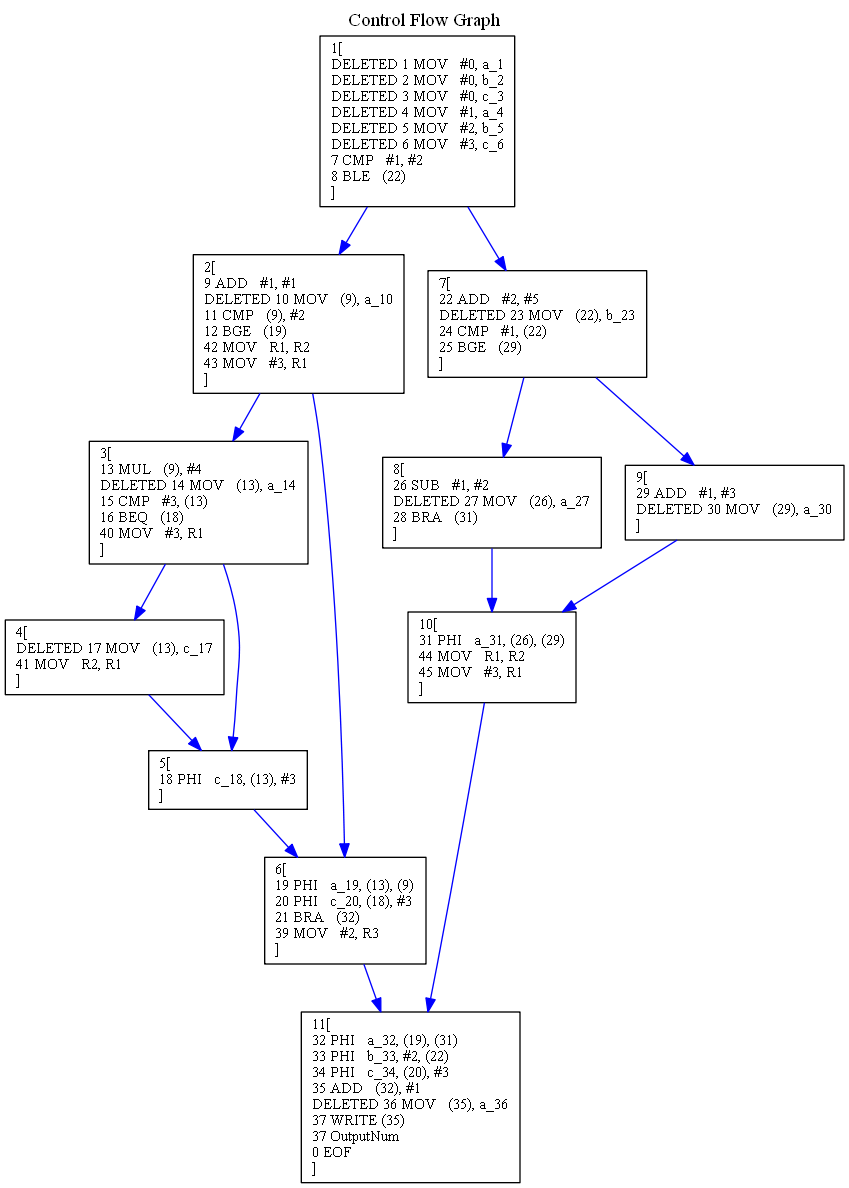 Control Flow Graph
1[
DELETED 1 MOV #0, a_1
DELETED 2 MOV #0, b_2
DELETED 3 MOV #0, c_3
DELETED 4 MOV #1, a_4
DELETED 5 MOV #2, b_5
DELETED 6 MOV #3, c_6
7 CMP #1, #2
8 BLE (22)
]
2[
9 ADD #1, #1
DELETED 10 MOV (9), a_10
11 CMP (9), #2
12 BGE (19)
42 MOV R1, R2
43 MOV #3, R1
]
7[
22 ADD #2, #5
DELETED 23 MOV (22), b_23
24 CMP #1, (22)
25 BGE (29)
]
3[
13 MUL (9), #4
DELETED 14 MOV (13), a_14
15 CMP #3, (13)
16 BEQ (18)
40 MOV #3, R1
]
8[
26 SUB #1, #2
DELETED 27 MOV (26), a_27
28 BRA (31)
]
9[
29 ADD #1, #3
DELETED 30 MOV (29), a_30
]
4[
DELETED 17 MOV (13), c_17
41 MOV R2, R1
]
10[
31 PHI a_31, (26), (29)
44 MOV R1, R2
45 MOV #3, R1
]
5[
18 PHI c_18, (13), #3
]
6[
19 PHI a_19, (13), (9)
20 PHI c_20, (18), #3
21 BRA (32)
39 MOV #2, R3
]
11[
32 PHI a_32, (19), (31)
33 PHI b_33, #2, (22)
34 PHI c_34, (20), #3
35 ADD (32), #1
DELETED 36 MOV (35), a_36
37 WRITE (35)
37 OutputNum
0 EOF
]